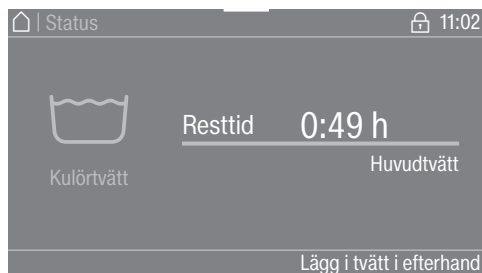 Status 11:02
Resttid 0:49 h
Huvudtvätt
Kulörtvätt
Lägg i tvätt i efterhand